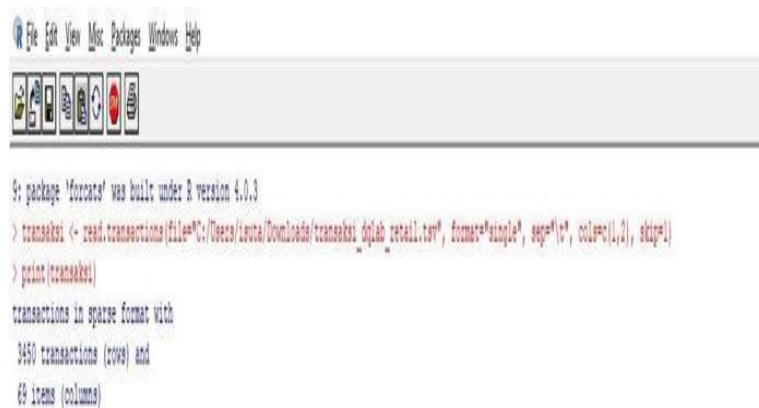 File Edit View Misc Packages Windows Help
9: package 'forcats' was built under R version 4.0.3
> transaksi <- read.transactions(file="C:/Users/isuta/Downloads/transaksi_dqlab_retail.tsv", format="single", sep="\t", cols=c(1,2), skip=1)
> print(transaksi)
transactions in sparse format with
3450 transactions (rows) and
69 items (columns)